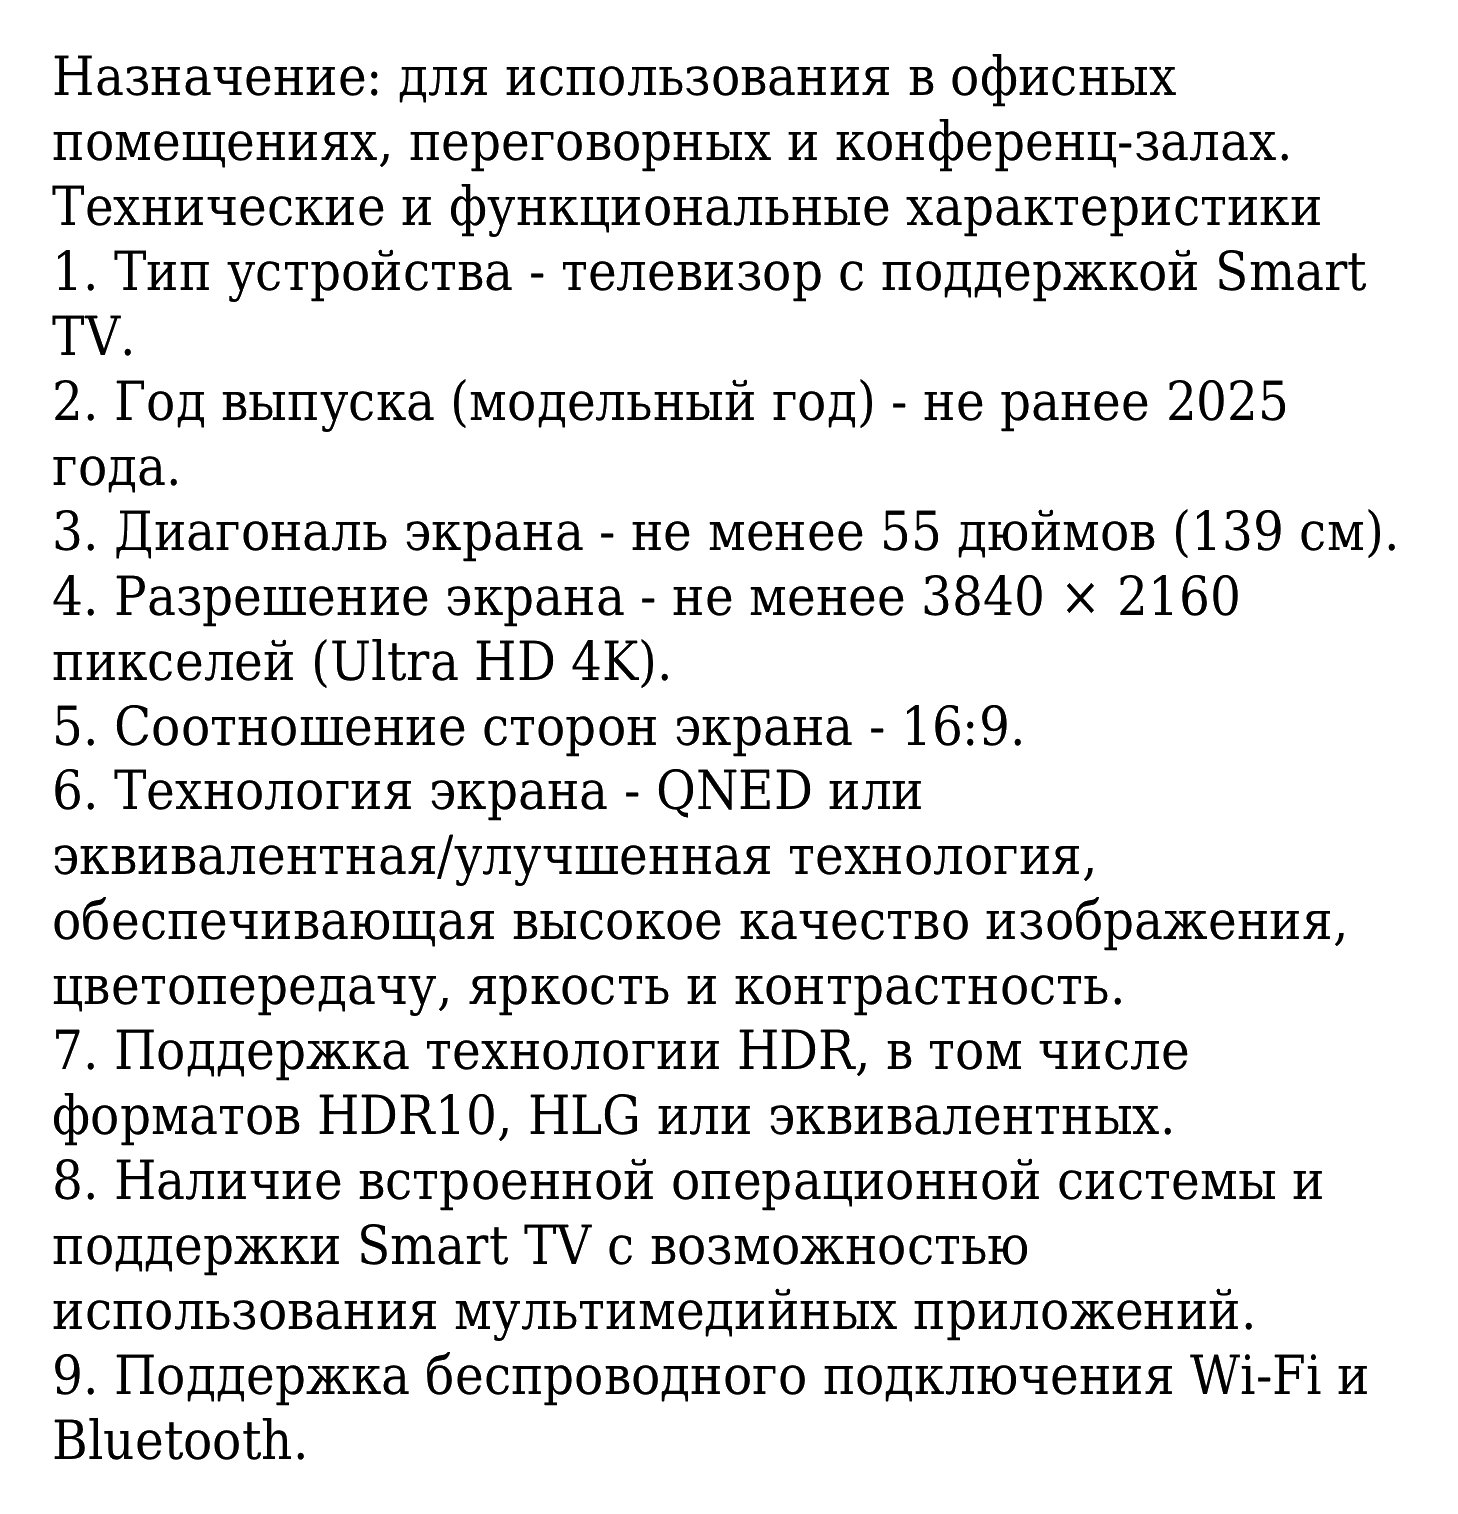 Назначение: для использования в офисных
помещениях, переговорных и конференц-залах.
Технические и функциональные характеристики
1. Тип устройства - телевизор с поддержкой Smart
TV.
2. Год выпуска (модельный год) - не ранее 2025
года.
3. Диагональ экрана - не менее 55 дюймов (139 см).
4. Разрешение экрана - не менее 3840 × 2160
пикселей (Ultra HD 4K).
5. Соотношение сторон экрана - 16:9.
6. Технология экрана - QNED или
эквивалентная/улучшенная технология,
обеспечивающая высокое качество изображения,
цветопередачу, яркость и контрастность.
7. Поддержка технологии HDR, в том числе
форматов HDR10, HLG или эквивалентных.
8. Наличие встроенной операционной системы и
поддержки Smart TV с возможностью
использования мультимедийных приложений.
9. Поддержка беспроводного подключения Wi-Fi и
Bluetooth.